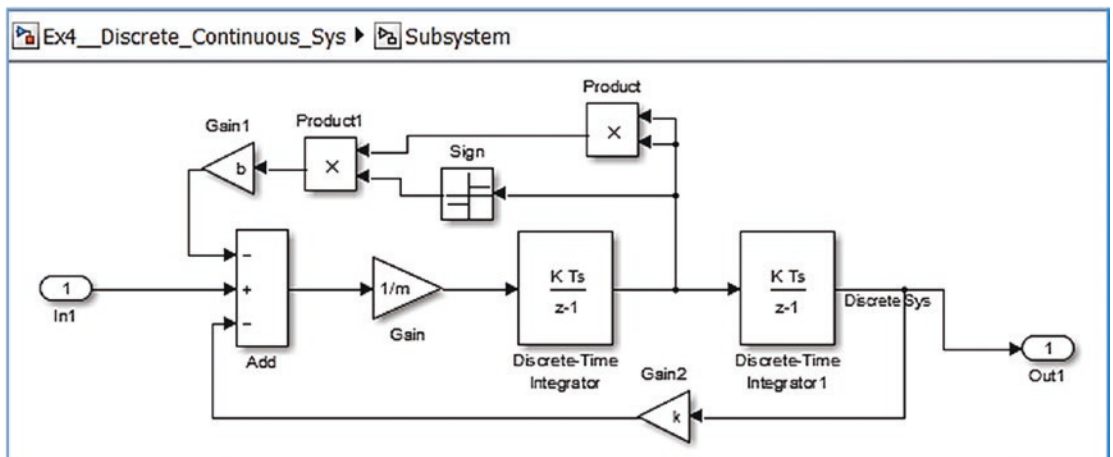 Ex4__Discrete_Continuous_Sys Subsystem
Product
Gain1
Product1
×
Sign
b
×
−
1
+
1/m
K Ts
z-1
K Ts
z-1
Discrete Sys
In1
−
Gain
1
Add
Discrete-Time
Integrator
Gain2
Discrete-Time
Integrator1
Out1
k